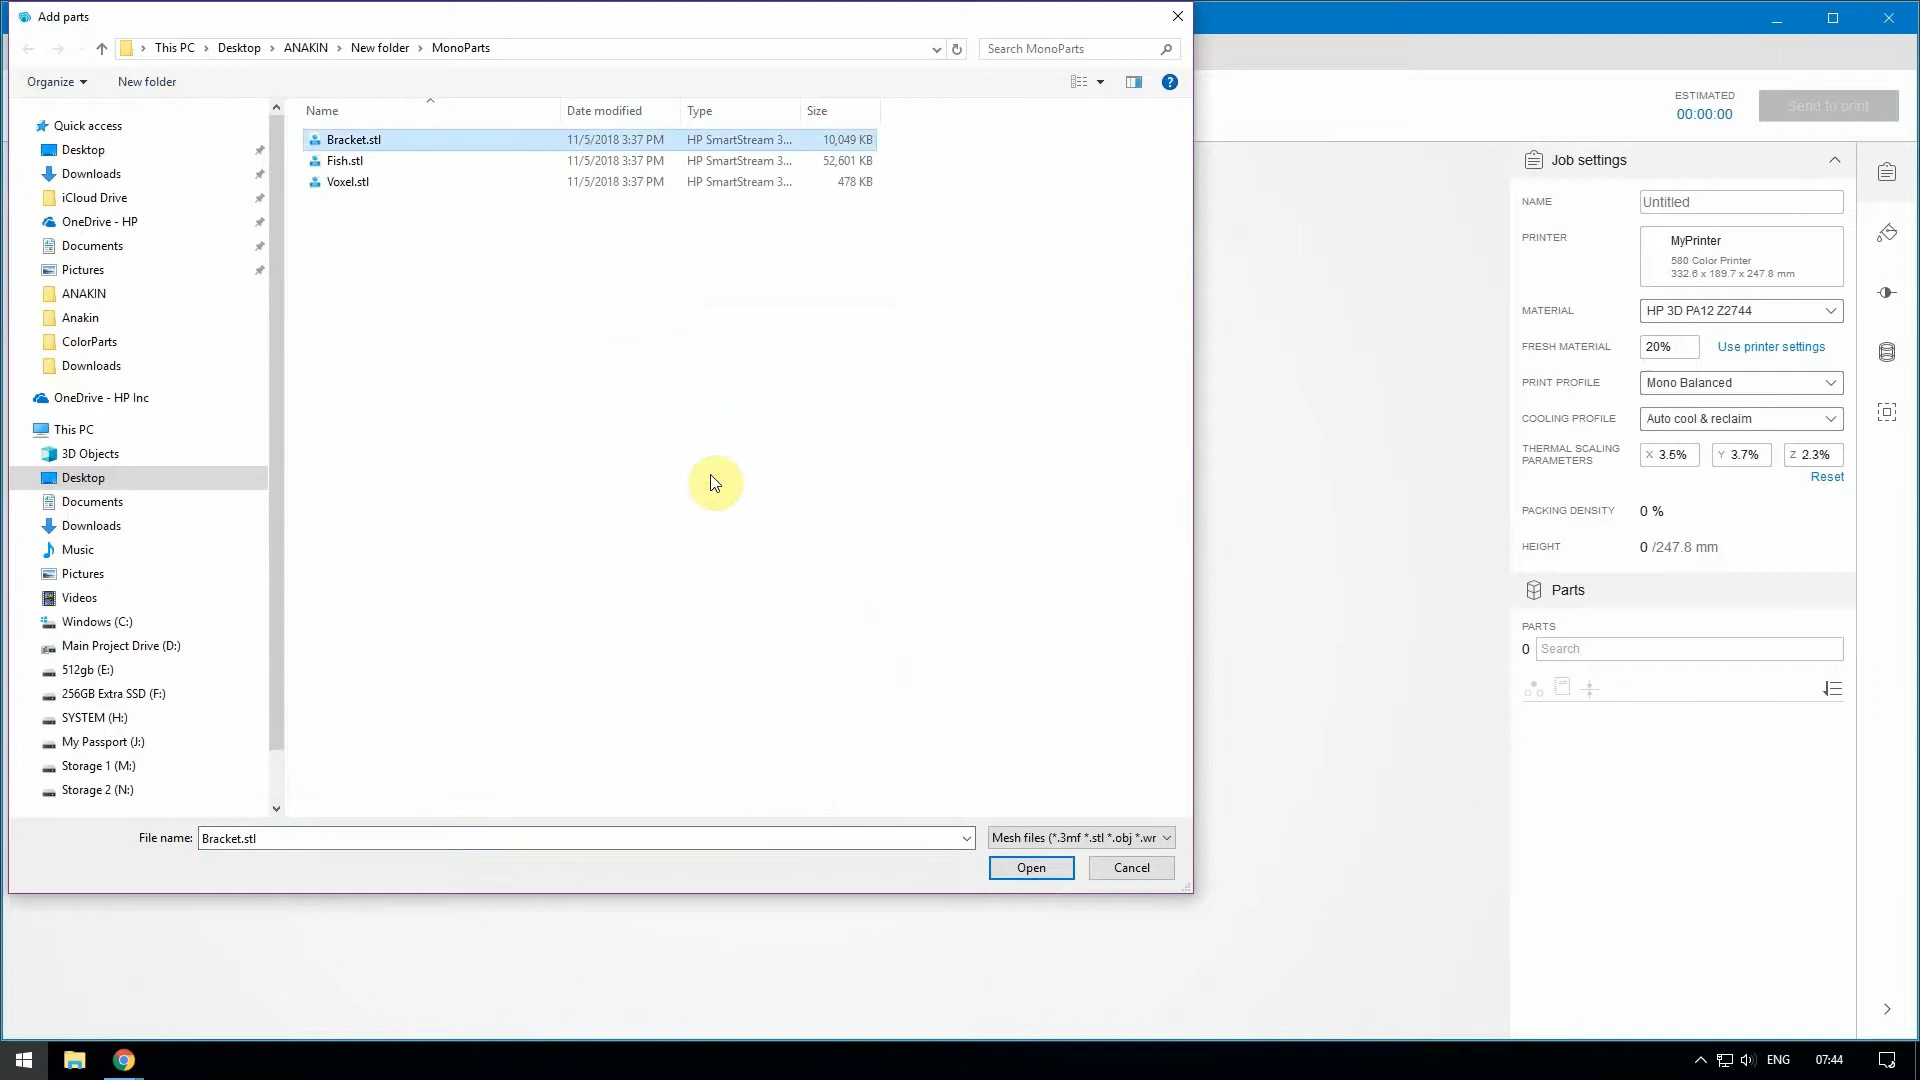 Add parts
This PC > Desktop > ANAKIN > New folder > MonoParts
Search MonoParts
Organize
New folder
?
Name
Date modified
Type
Size
Bracket.stl 11/5/2018 3:37 PM HP SmartStream 3... 10,049 KB
Fish.stl 11/5/2018 3:37 PM HP SmartStream 3... 52,601 KB
Voxel.stl 11/5/2018 3:37 PM HP SmartStream 3... 478 KB
Quick access
Desktop
Downloads
iCloud Drive
OneDrive - HP
Documents
Pictures
ANAKIN
Anakin
ColorParts
Downloads
OneDrive - HP Inc
This PC
3D Objects
Desktop
Documents
Downloads
Music
Pictures
Videos
Windows (C:)
Main Project Drive (D:)
512gb (E:)
256GB Extra SSD (F:)
SYSTEM (H:)
My Passport (J:)
Storage 1 (M:)
Storage 2 (N:)
File name: Bracket.stl
Mesh files (*.3mf *.stl *.obj *.wr
Open
Cancel
ESTIMATED
00:00:00
Send to print
Job settings
NAME Untitled
PRINTER
MyPrinter
580 Color Printer
332.6 x 189.7 x 247.8 mm
MATERIAL HP 3D PA12 Z2744
FRESH MATERIAL 20% Use printer settings
PRINT PROFILE Mono Balanced
COOLING PROFILE Auto cool & reclaim
THERMAL SCALING
PARAMETERS
X 3.5% Y 3.7% Z 2.3%
Reset
PACKING DENSITY 0 %
HEIGHT 0 /247.8 mm
Parts
PARTS
0 Search
ENG
07:44